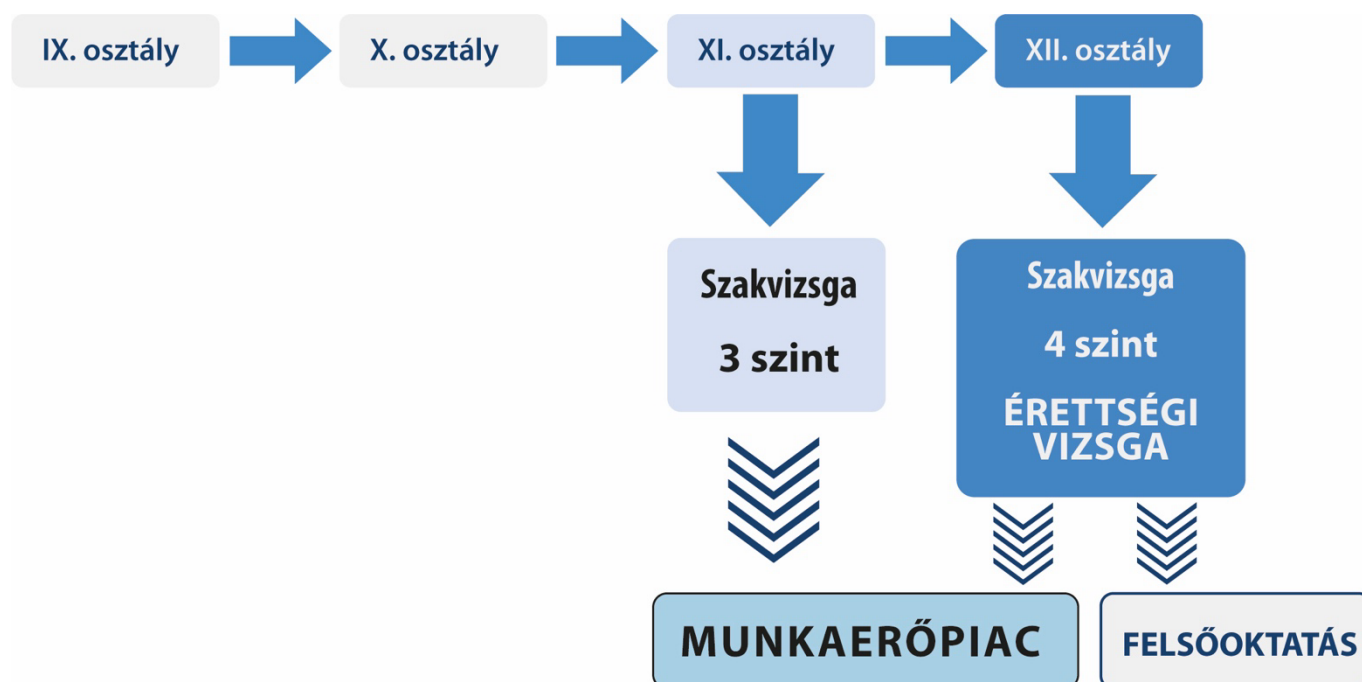 IX. osztály
X. osztály
XI. osztály
XII. osztály
Szakvizsga
3 szint
Szakvizsga
4 szint
ÉRETTSÉGI
VIZSGA
MUNKAERŐPIAC
FELSŐOKTATÁS